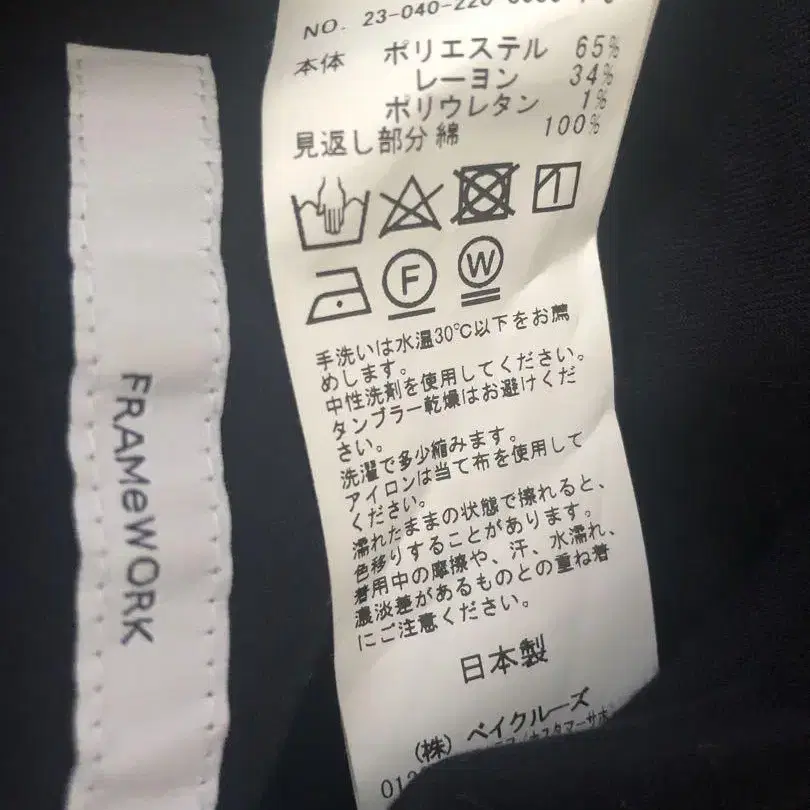 FRAMeWORK
NO. 23-040-220-
本体 ポリエステル 65%
レーヨン 34%
ポリウレタン 1%
見返し部分 綿 100%
F W
手洗いは水温30℃以下をお薦
めします。
中性洗剤を使用してください。
タンブラー乾燥はお避けくだ
さい。
洗濯で多少縮みます。
アイロンは当て布を使用して
ください。
濡れたままの状態で擦れると、
色移りすることがあります。
着用中の摩擦や、汗、水濡れ、
濃淡差があるものとの重ね着
にご注意ください。
日本製
(株) ベイクルーズ